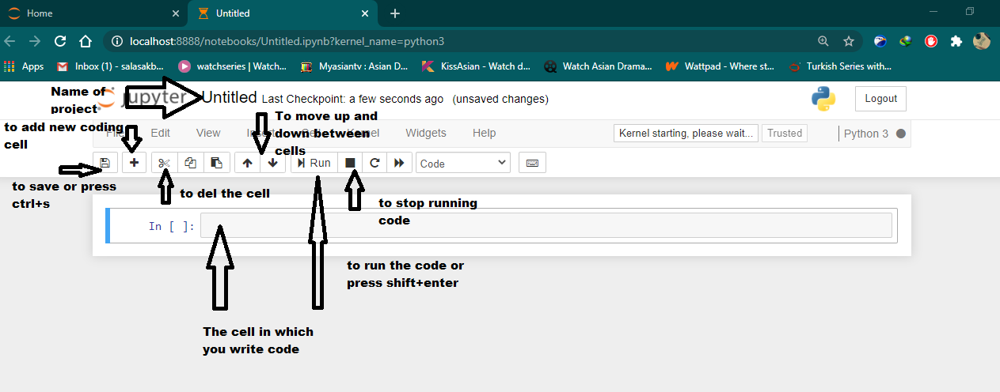 Home
Untitled
localhost:8888/notebooks/Untitled.ipynb?kernel_name=python3
Apps
Inbox (1) - salasakb...
watchseries | Watch...
Myasiantv : Asian D...
KissAsian - Watch d...
Watch Asian Drama...
Wattpad - Where st...
Turkish Series with...
Name of
project
jupyter
Untitled
Last Checkpoint: a few seconds ago (unsaved changes)
Logout
to add new coding
cell
To move up and
down between
cells
File Edit View Insert Cell Kernel Widgets Help
Kernel starting, please wait...
Trusted
Python 3
Run
Code
to save or press
ctrl+s
to del the cell
to stop running
code
In [ ]:
to run the code or
press shift+enter
The cell in which
you write code